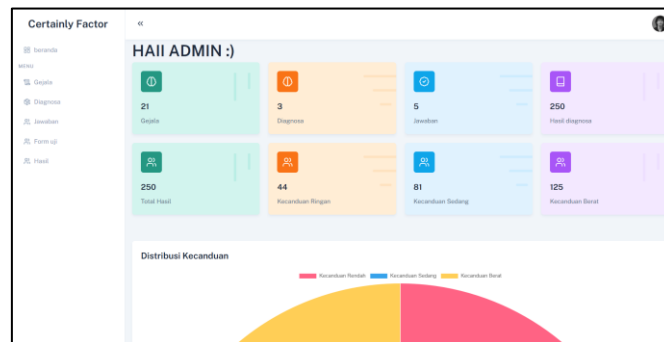 Certainly Factor
«
beranda
MENU
Gejala
Diagnosa
Jawaban
Form uji
Hasil
HAII ADMIN :)
21
Gejala
3
Diagnosa
5
Jawaban
250
Hasil diagnosa
250
Total Hasil
44
Kecanduan Ringan
81
Kecanduan Sedang
125
Kecanduan Berat
Distribusi Kecanduan
Kecanduan Rendah Kecanduan Sedang Kecanduan Berat